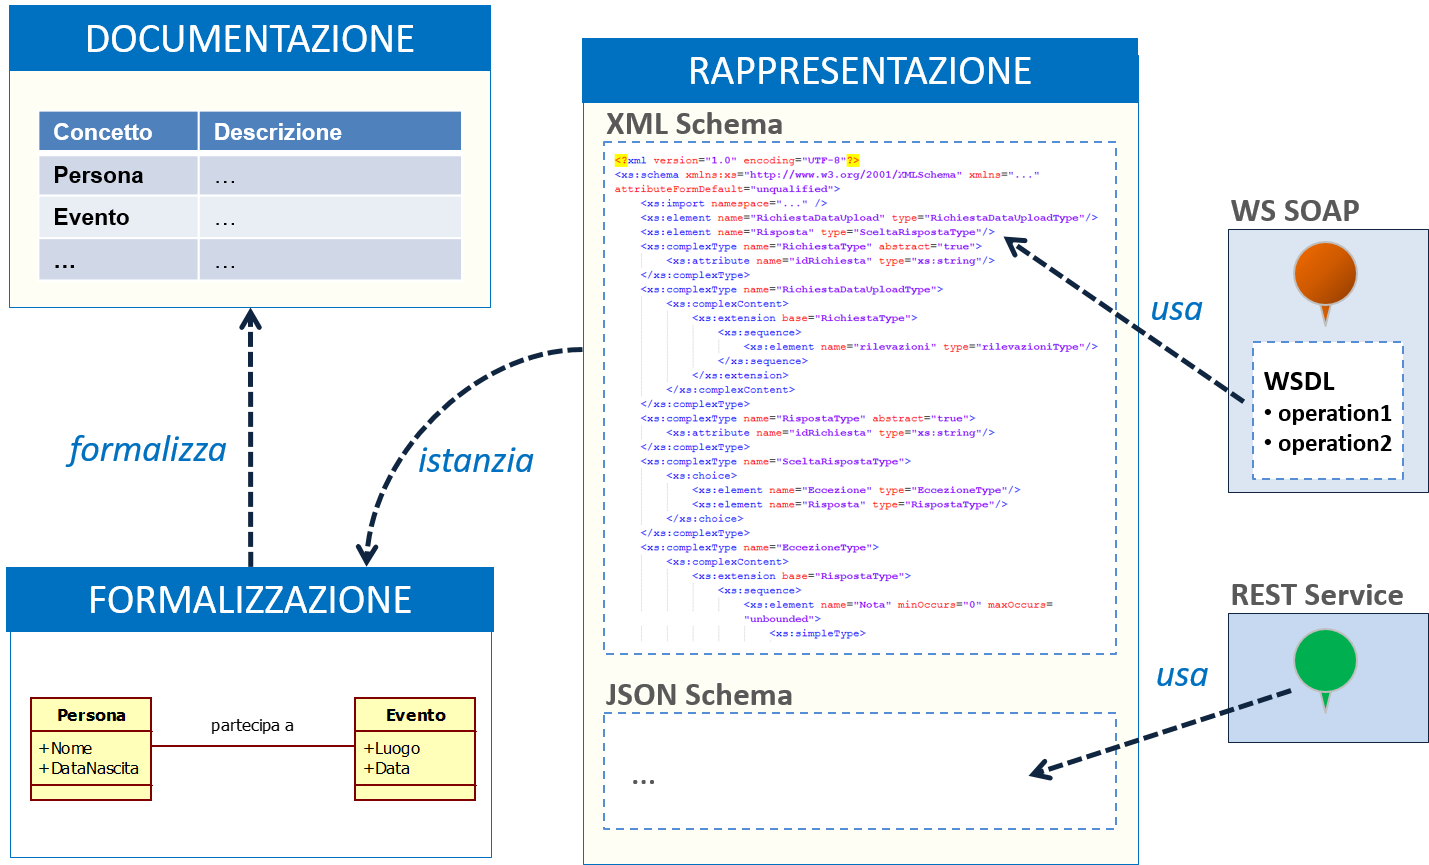 DOCUMENTAZIONE
Concetto Descrizione
Persona ...
Evento ...
... ...
formalizza
istanzia
FORMALIZZAZIONE
Persona
+Nome
+DataNascita
partecipa a
Evento
+Luogo
+Data
RAPPRESENTAZIONE
XML Schema
<?xml version="1.0" encoding="UTF-8"?>
<xs:schema xmlns:xs="http://www.w3.org/2001/XMLSchema" xmlns="..."
attributeFormDefault="unqualified">
<xs:import namespace="..." />
<xs:element name="RichiestaDataUpload" type="RichiestaDataUploadType"/>
<xs:element name="Risposta" type="SceltaRispostaType"/>
<xs:complexType name="RichiestaType" abstract="true">
<xs:attribute name="idRichiesta" type="xs:string"/>
</xs:complexType>
<xs:complexType name="RichiestaDataUploadType">
<xs:complexContent>
<xs:extension base="RichiestaType">
<xs:sequence>
<xs:element name="rilevazioni" type="rilevazioniType"/>
</xs:sequence>
</xs:extension>
</xs:complexContent>
</xs:complexType>
<xs:complexType name="RispostaType" abstract="true">
<xs:attribute name="idRichiesta" type="xs:string"/>
</xs:complexType>
<xs:complexType name="SceltaRispostaType">
<xs:choice>
<xs:element name="Eccezione" type="EccezioneType"/>
<xs:element name="Risposta" type="RispostaType"/>
</xs:choice>
</xs:complexType>
<xs:complexType name="EccezioneType">
<xs:complexContent>
<xs:extension base="RispostaType">
<xs:sequence>
<xs:element name="Nota" minOccurs="0" maxOccurs=
"unbounded">
<xs:simpleType>
JSON Schema
...
WS SOAP
usa
WSDL
• operation1
• operation2
REST Service
usa